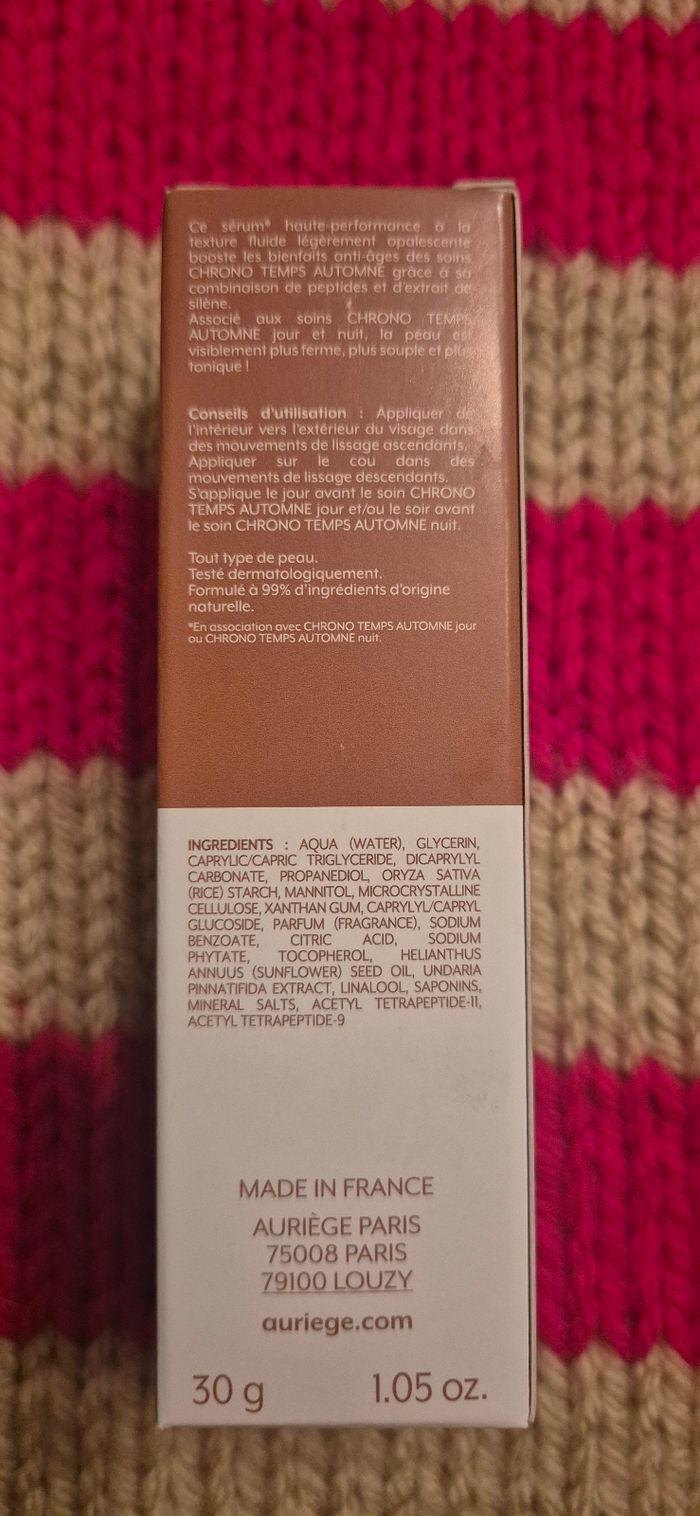 Ce sérum* haute-performance à la
texture fluide légèrement opalescente
booste les bienfaits anti-âges des soins
CHRONO TEMPS AUTOMNE grâce à sa
combinaison de peptides et d'extrait de
silène.
Associé aux soins CHRONO TEMPS
AUTOMNE jour et nuit, la peau est
visiblement plus ferme, plus souple et plus
tonique !
Conseils d'utilisation : Appliquer de
l'intérieur vers l'extérieur du visage dans
des mouvements de lissage ascendants.
Appliquer sur le cou dans des
mouvements de lissage descendants.
S'applique le jour avant le soin CHRONO
TEMPS AUTOMNE jour et/ou le soir avant
le soin CHRONO TEMPS AUTOMNE nuit.
Tout type de peau.
Testé dermatologiquement.
Formulé à 99% d'ingrédients d'origine
naturelle.
*En association avec CHRONO TEMPS AUTOMNE jour
ou CHRONO TEMPS AUTOMNE nuit.
INGREDIENTS : AQUA (WATER), GLYCERIN,
CAPRYLIC/CAPRIC TRIGLYCERIDE, DICAPRYLYL
CARBONATE, PROPANEDIOL, ORYZA SATIVA
(RICE) STARCH, MANNITOL, MICROCRYSTALLINE
CELLULOSE, XANTHAN GUM, CAPRYLYL/CAPRYL
GLUCOSIDE, PARFUM (FRAGRANCE), SODIUM
BENZOATE, CITRIC ACID, SODIUM
PHYTATE, TOCOPHEROL, HELIANTHUS
ANNUUS (SUNFLOWER) SEED OIL, UNDARIA
PINNATIFIDA EXTRACT, LINALOOL, SAPONINS,
MINERAL SALTS, ACETYL TETRAPEPTIDE-11,
ACETYL TETRAPEPTIDE-9
MADE IN FRANCE
AURIÈGE PARIS
75008 PARIS
79100 LOUZY
auriege.com
30 g 1.05 oz.